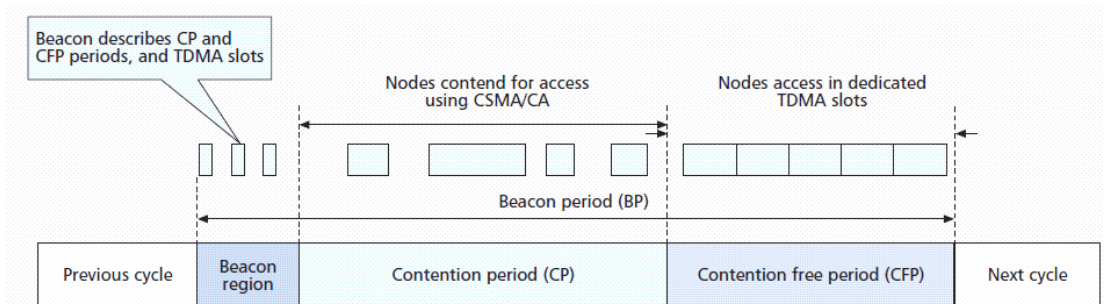 Beacon describes CP and
CFP periods, and TDMA slots
Nodes contend for access
using CSMA/CA
Nodes access in dedicated
TDMA slots
Beacon period (BP)
Previous cycle
Beacon
region
Contention period (CP)
Contention free period (CFP)
Next cycle